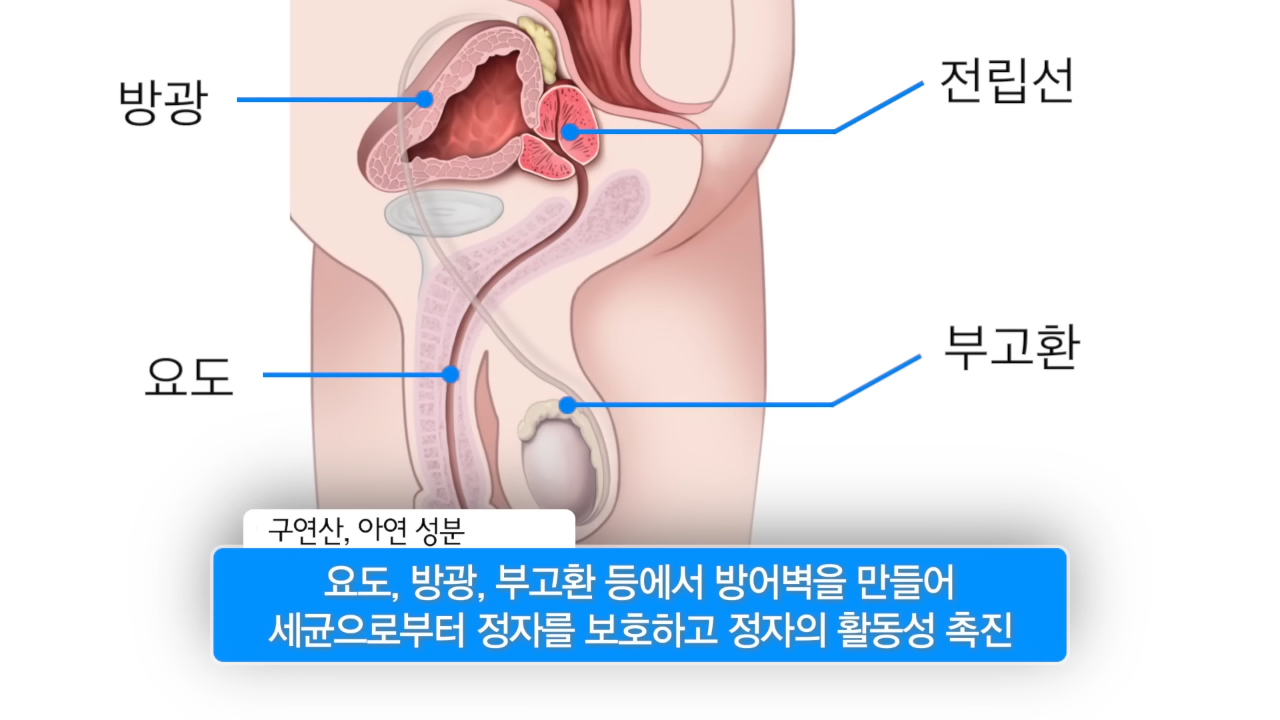 방광
전립선
요도
부고환
구연산, 아연 성분
요도, 방광, 부고환 등에서 방어벽을 만들어
세균으로부터 정자를 보호하고 정자의 활동성 촉진